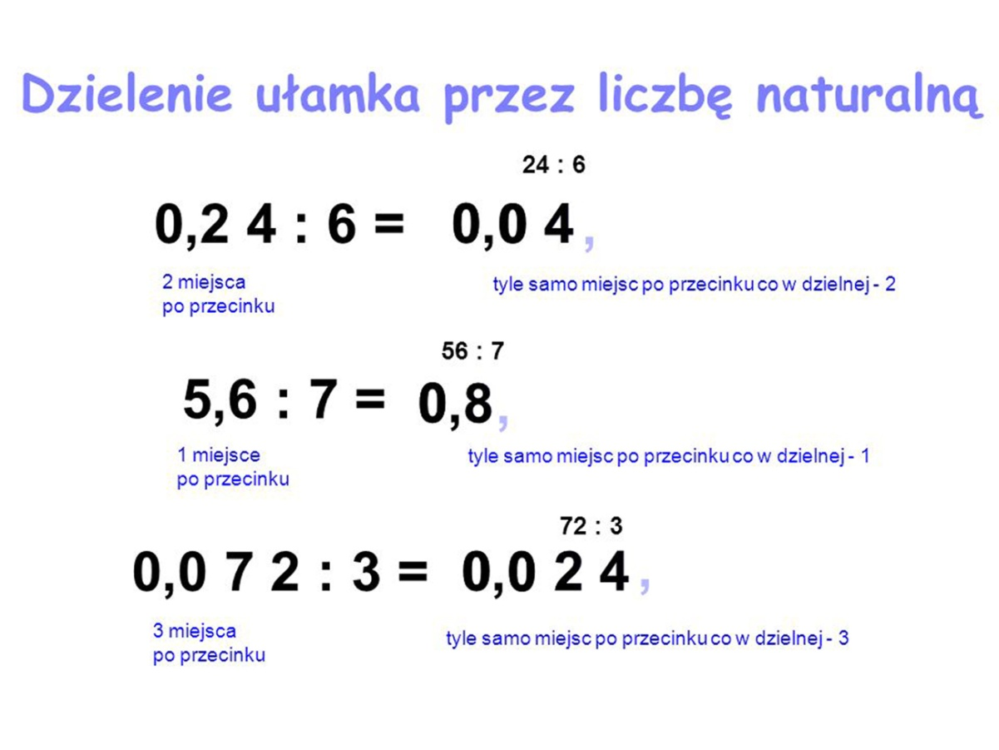 Dzielenie ułamka przez liczbę naturalną
24 : 6
0,2 4 : 6 = 0,0 4 ,
2 miejsca
po przecinku
tyle samo miejsc po przecinku co w dzielnej - 2
56 : 7
5,6 : 7 = 0,8 ,
1 miejsce
po przecinku
tyle samo miejsc po przecinku co w dzielnej - 1
72 : 3
0,0 7 2 : 3 = 0,0 2 4 ,
3 miejsca
po przecinku
tyle samo miejsc po przecinku co w dzielnej - 3